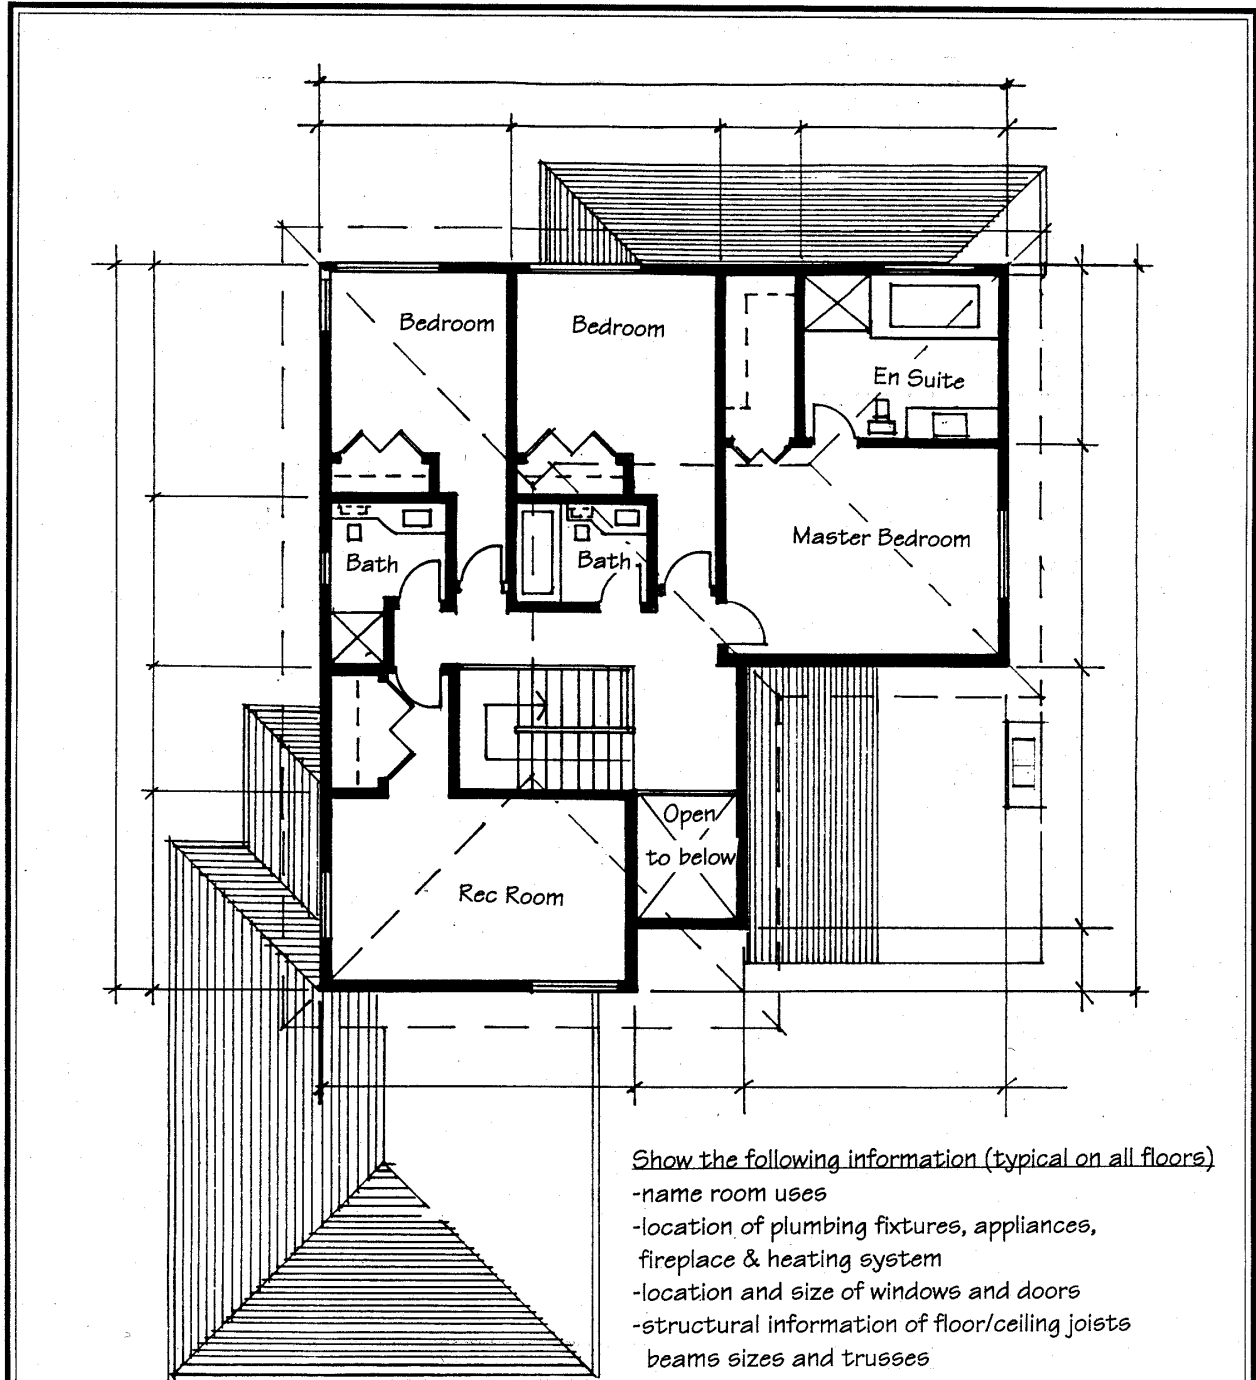 Bedroom
Bedroom
En Suite
Master Bedroom
Bath
Bath
Open
to below
Rec Room
Show the following information (typical on all floors)
-name room uses
-location of plumbing fixtures, appliances,
fireplace & heating system
-location and size of windows and doors
-structural information of floor/ceiling joists
beams sizes and trusses